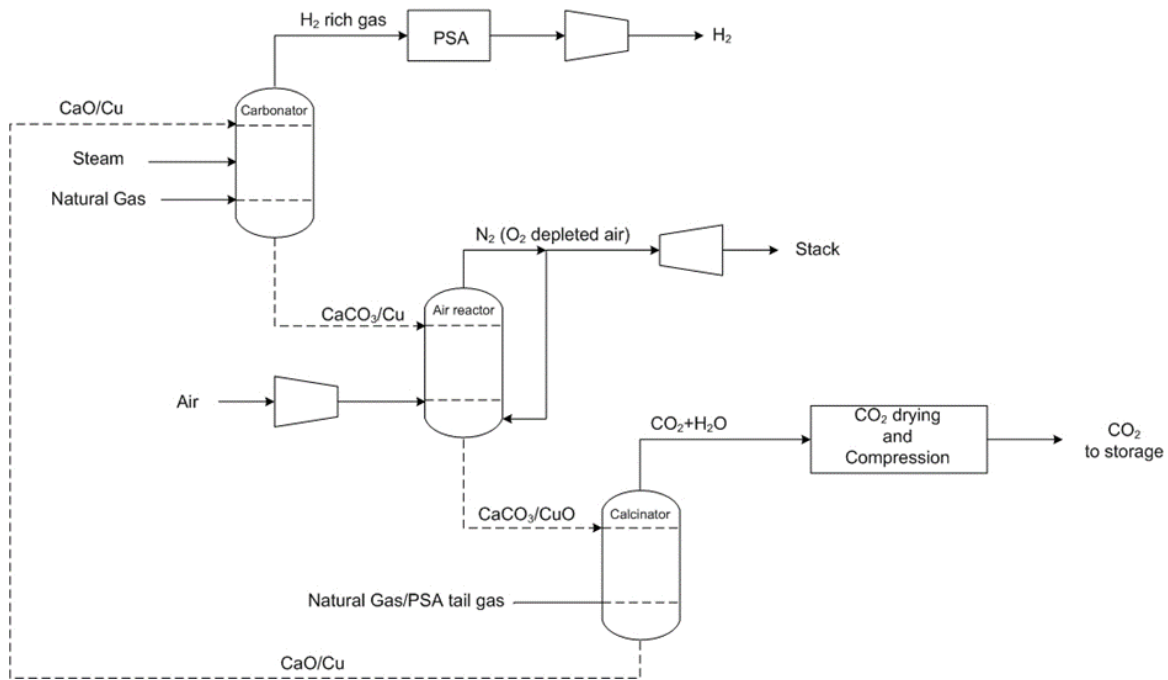 H₂ rich gas
PSA
H₂
CaO/Cu
Carbonator
Steam
Natural Gas
N₂ (O₂ depleted air)
Stack
CaCO₃/Cu
Air reactor
Air
CO₂+H₂O
CO₂ drying
and
Compression
CO₂
to storage
CaCO₃/CuO
Calcinator
Natural Gas/PSA tail gas
CaO/Cu